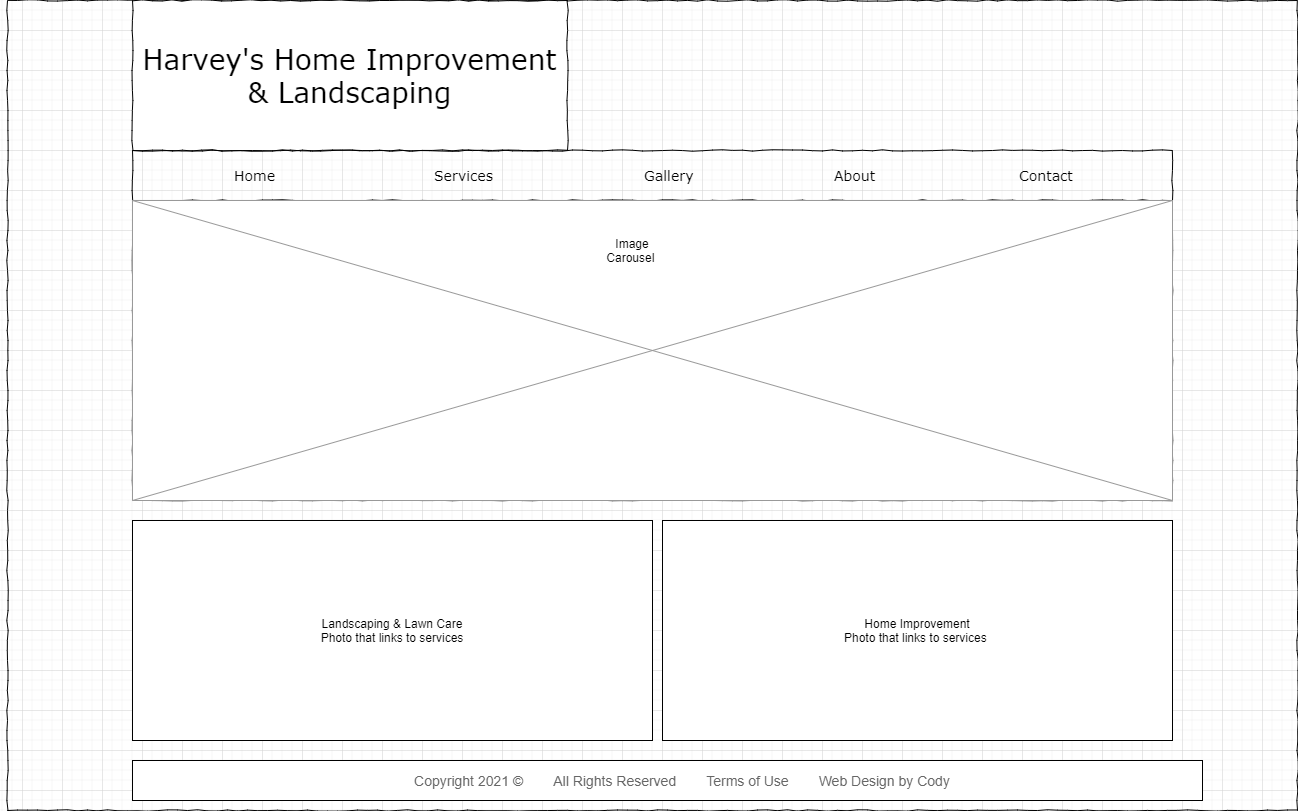 Harvey's Home Improvement
& Landscaping
Home Services Gallery About Contact
Image
Carousel
Landscaping & Lawn Care
Photo that links to services
Home Improvement
Photo that links to services
Copyright 2021 © All Rights Reserved Terms of Use Web Design by Cody